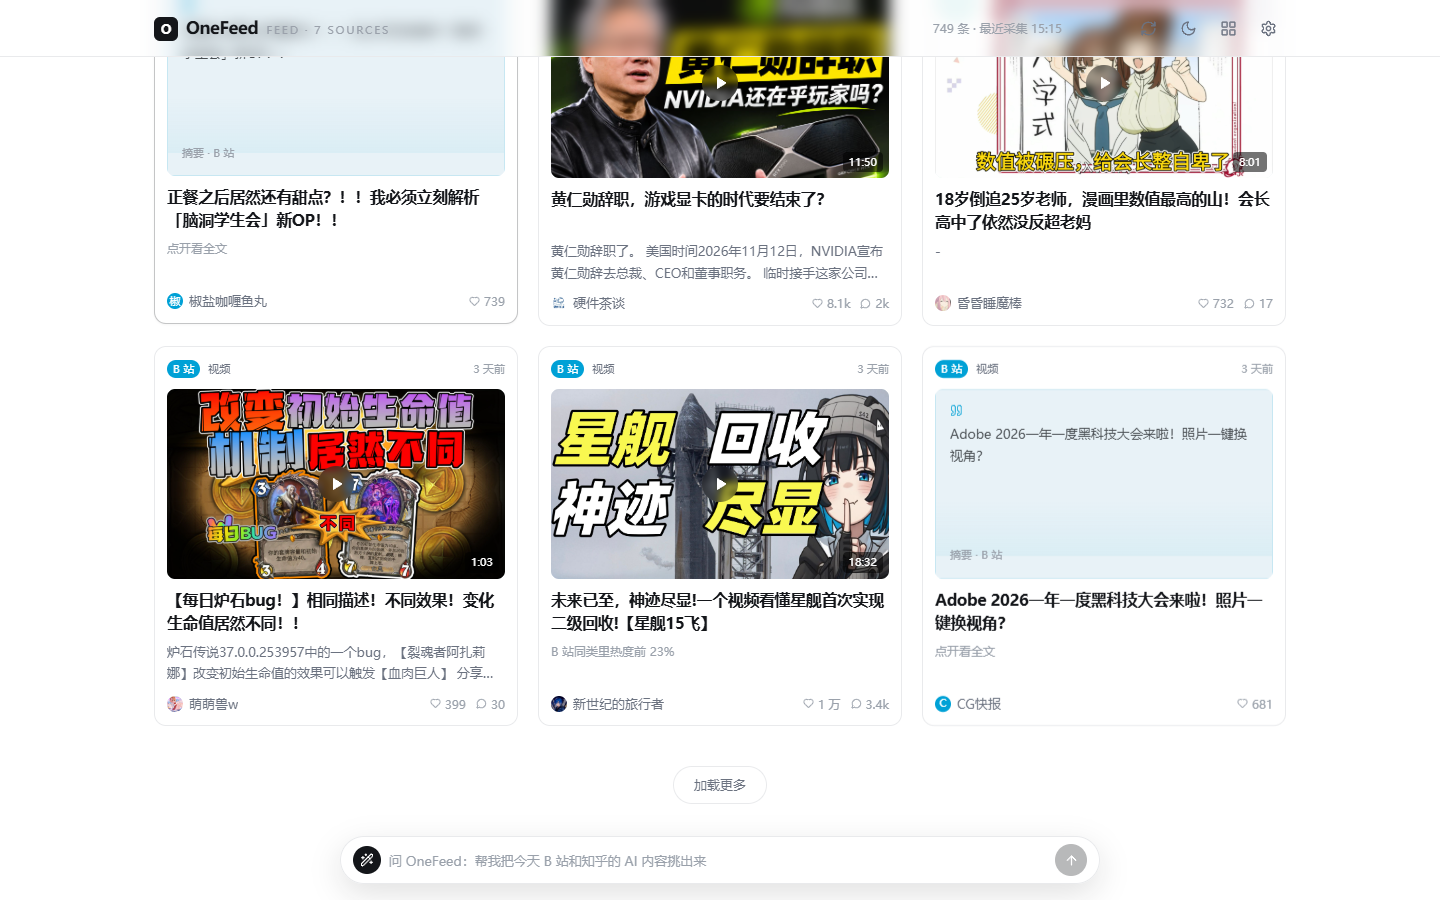 OneFeed FEED · 7 SOURCES
749 条 · 最近采集 15:15
摘要 · B 站
正餐之后居然还有甜点？！！我必须立刻解析
「脑洞学生会」新OP！！
点开看全文
椒 椒盐咖喱鱼丸
739
黄仁勋辞职
NVIDIA还在乎玩家吗?
11:50
黄仁勋辞职，游戏显卡的时代要结束了？
黄仁勋辞职了。 美国时间2026年11月12日，NVIDIA宣布
黄仁勋辞去总裁、CEO和董事职务。 临时接手这家公司...
硬件茶谈
8.1k 2k
学
式
数值被碾压，给会长整自卑了
8:01
18岁倒追25岁老师，漫画里数值最高的山！会长
高中了依然没反超老妈
-
昏昏睡魔棒
732 17
B 站 视频
3 天前
改变初始生命值
机制居然不同
不同
每日BUG
3
7
3
4
7
7
1:03
【每日炉石bug！】相同描述！不同效果！变化
生命值居然不同！！
炉石传说37.0.0.253957中的一个bug，【裂魂者阿扎莉
娜】改变初始生命值的效果可以触发【血肉巨人】 分享...
萌萌兽w
399 30
B 站 视频
3 天前
星舰 回收
神迹 尽显
18:32
未来已至，神迹尽显!一个视频看懂星舰首次实现
二级回收!【星舰15飞】
B 站同类里热度前 23%
新世纪的旅行者
1 万 3.4k
B 站 视频
3 天前
Adobe 2026一年一度黑科技大会来啦！照片一键换
视角？
摘要 · B 站
Adobe 2026一年一度黑科技大会来啦！照片一
键换视角？
点开看全文
C CG快报
681
加载更多
问 OneFeed：帮我把今天 B 站和知乎的 AI 内容挑出来